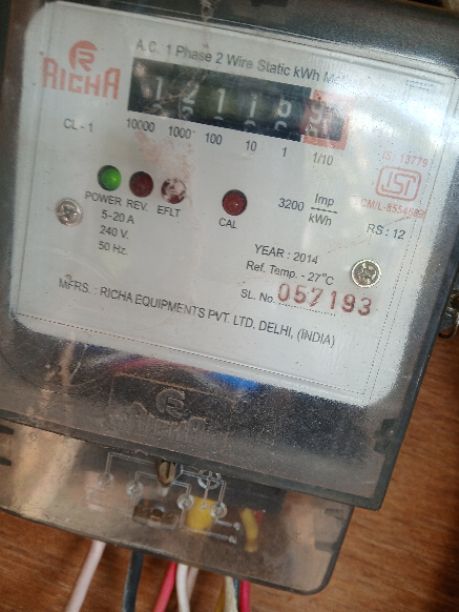 A.C. 1 Phase 2 Wire Static kWh
RICHA
12116
CL - 1
10000 1000 100 10 1 1/10
IS: 13779
ISI
POWER REV. EFLT
CAL
3200 Imp/kWh
RS : 12
5-20 A
240 V.
50 Hz.
YEAR : 2014
Ref. Temp. - 27°C
SL. No. 057193
MFRS. : RICHA EQUIPMENTS PVT. LTD. DELHI, (INDIA)